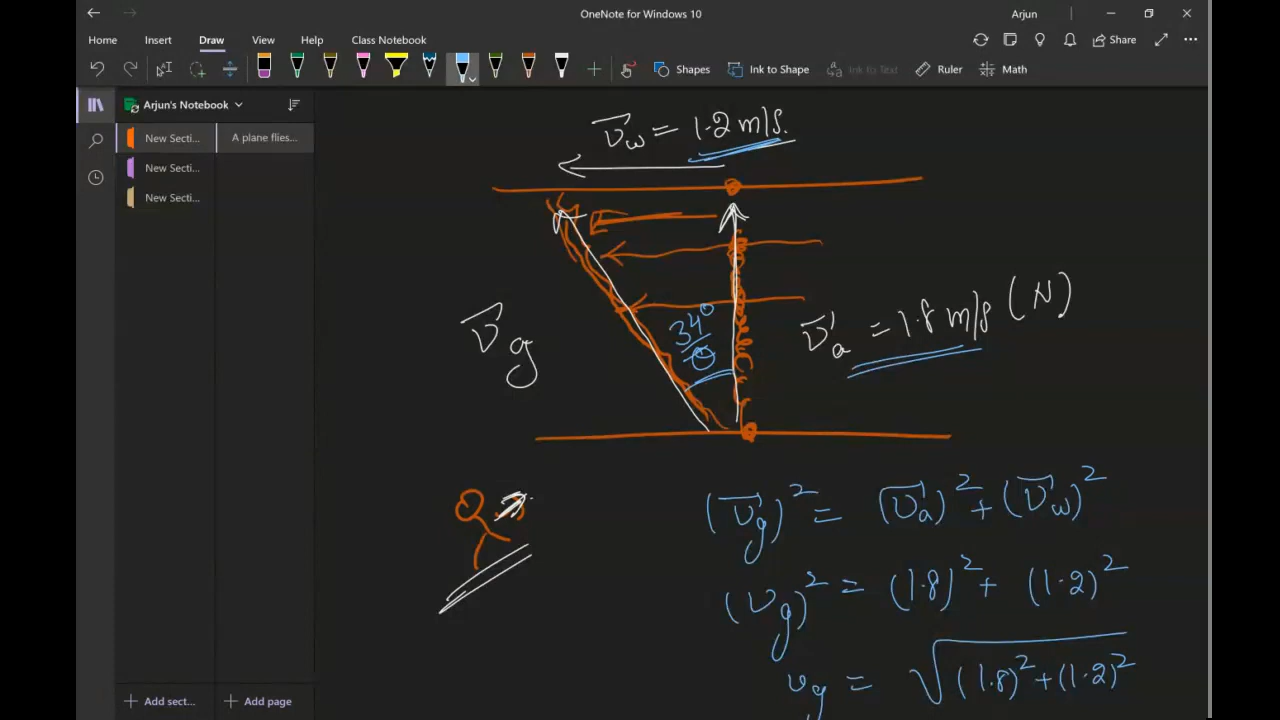 OneNote for Windows 10
Arjun
Home Insert Draw View Help Class Notebook
Share
Shapes Ink to Shape Ink to Text Ruler Math
Arjun's Notebook
New Secti...
A plane flies...
New Secti...
New Secti...
v⃗w = 1.2 m/s.
34°
θ
v⃗g
v⃗a = 1.8 m/s (N)
(v⃗g)² = (v⃗a)² + (v⃗w)²
(vg)² = (1.8)² + (1.2)²
vg = √(1.8)² + (1.2)²
Add sect...
Add page